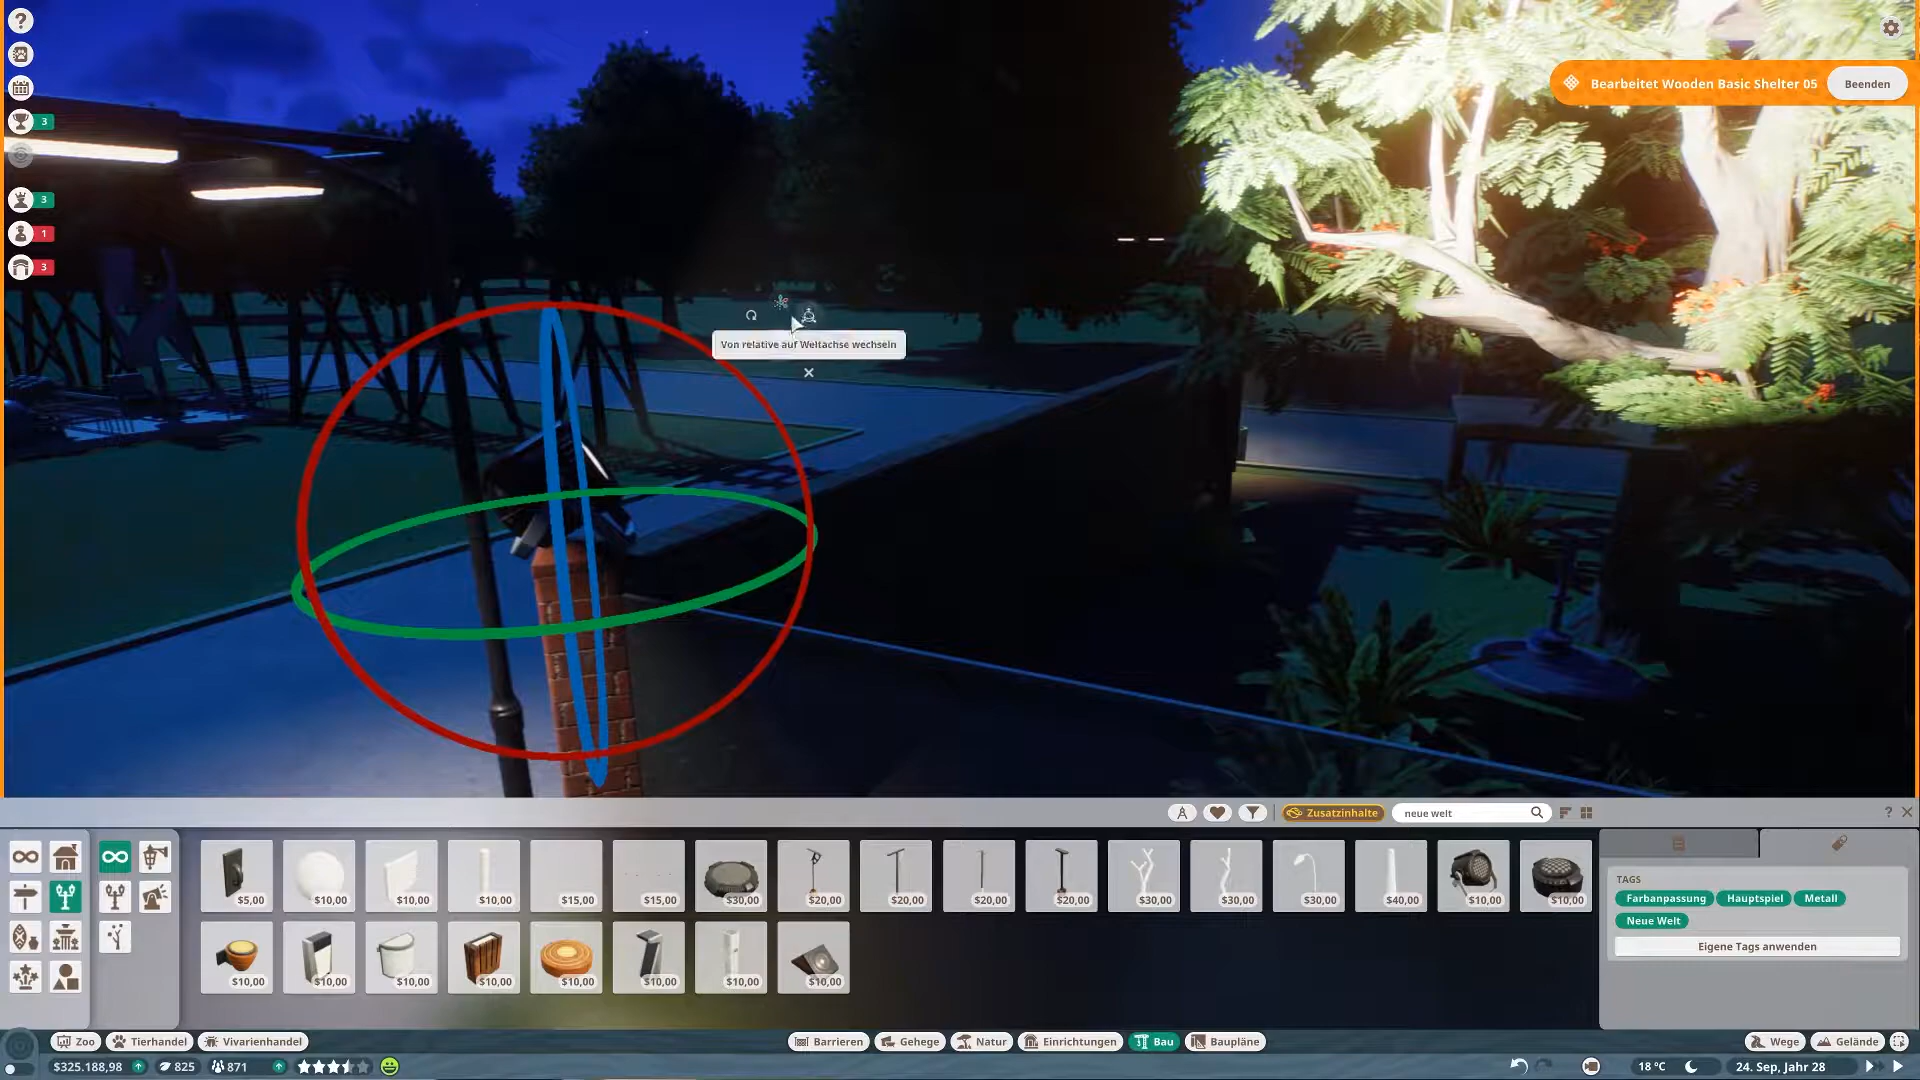 ?
Bearbeitet Wooden Basic Shelter 05
Beenden
3
3
1
3
Von relative auf Weltachse wechseln
Zusatzinhalte
neue welt
?
$5,00
$10,00
$10,00
$10,00
$15,00
$15,00
$30,00
$20,00
$20,00
$20,00
$20,00
$30,00
$30,00
$30,00
$40,00
$10,00
$10,00
$10,00
$10,00
$10,00
$10,00
$10,00
$10,00
$10,00
$10,00
TAGS
Farbanpassung
Hauptspiel
Metall
Neue Welt
Eigene Tags anwenden
Zoo
Tierhandel
Vivarienhandel
Barrieren
Gehege
Natur
Einrichtungen
Bau
Baupläne
Wege
Gelände
$325.188,98
825
871
18 °C
24. Sep, Jahr 28